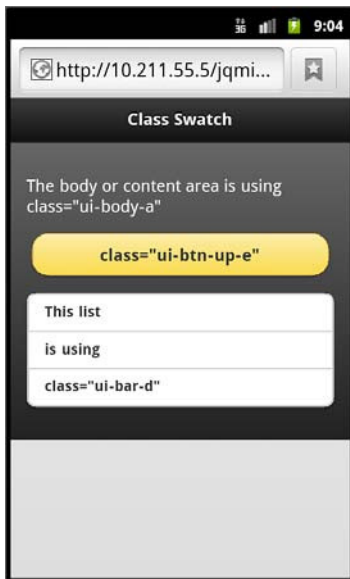 3G 9:04
http://10.211.55.5/jqmi...
Class Swatch
The body or content area is using
class="ui-body-a"
class="ui-btn-up-e"
This list
is using
class="ui-bar-d"